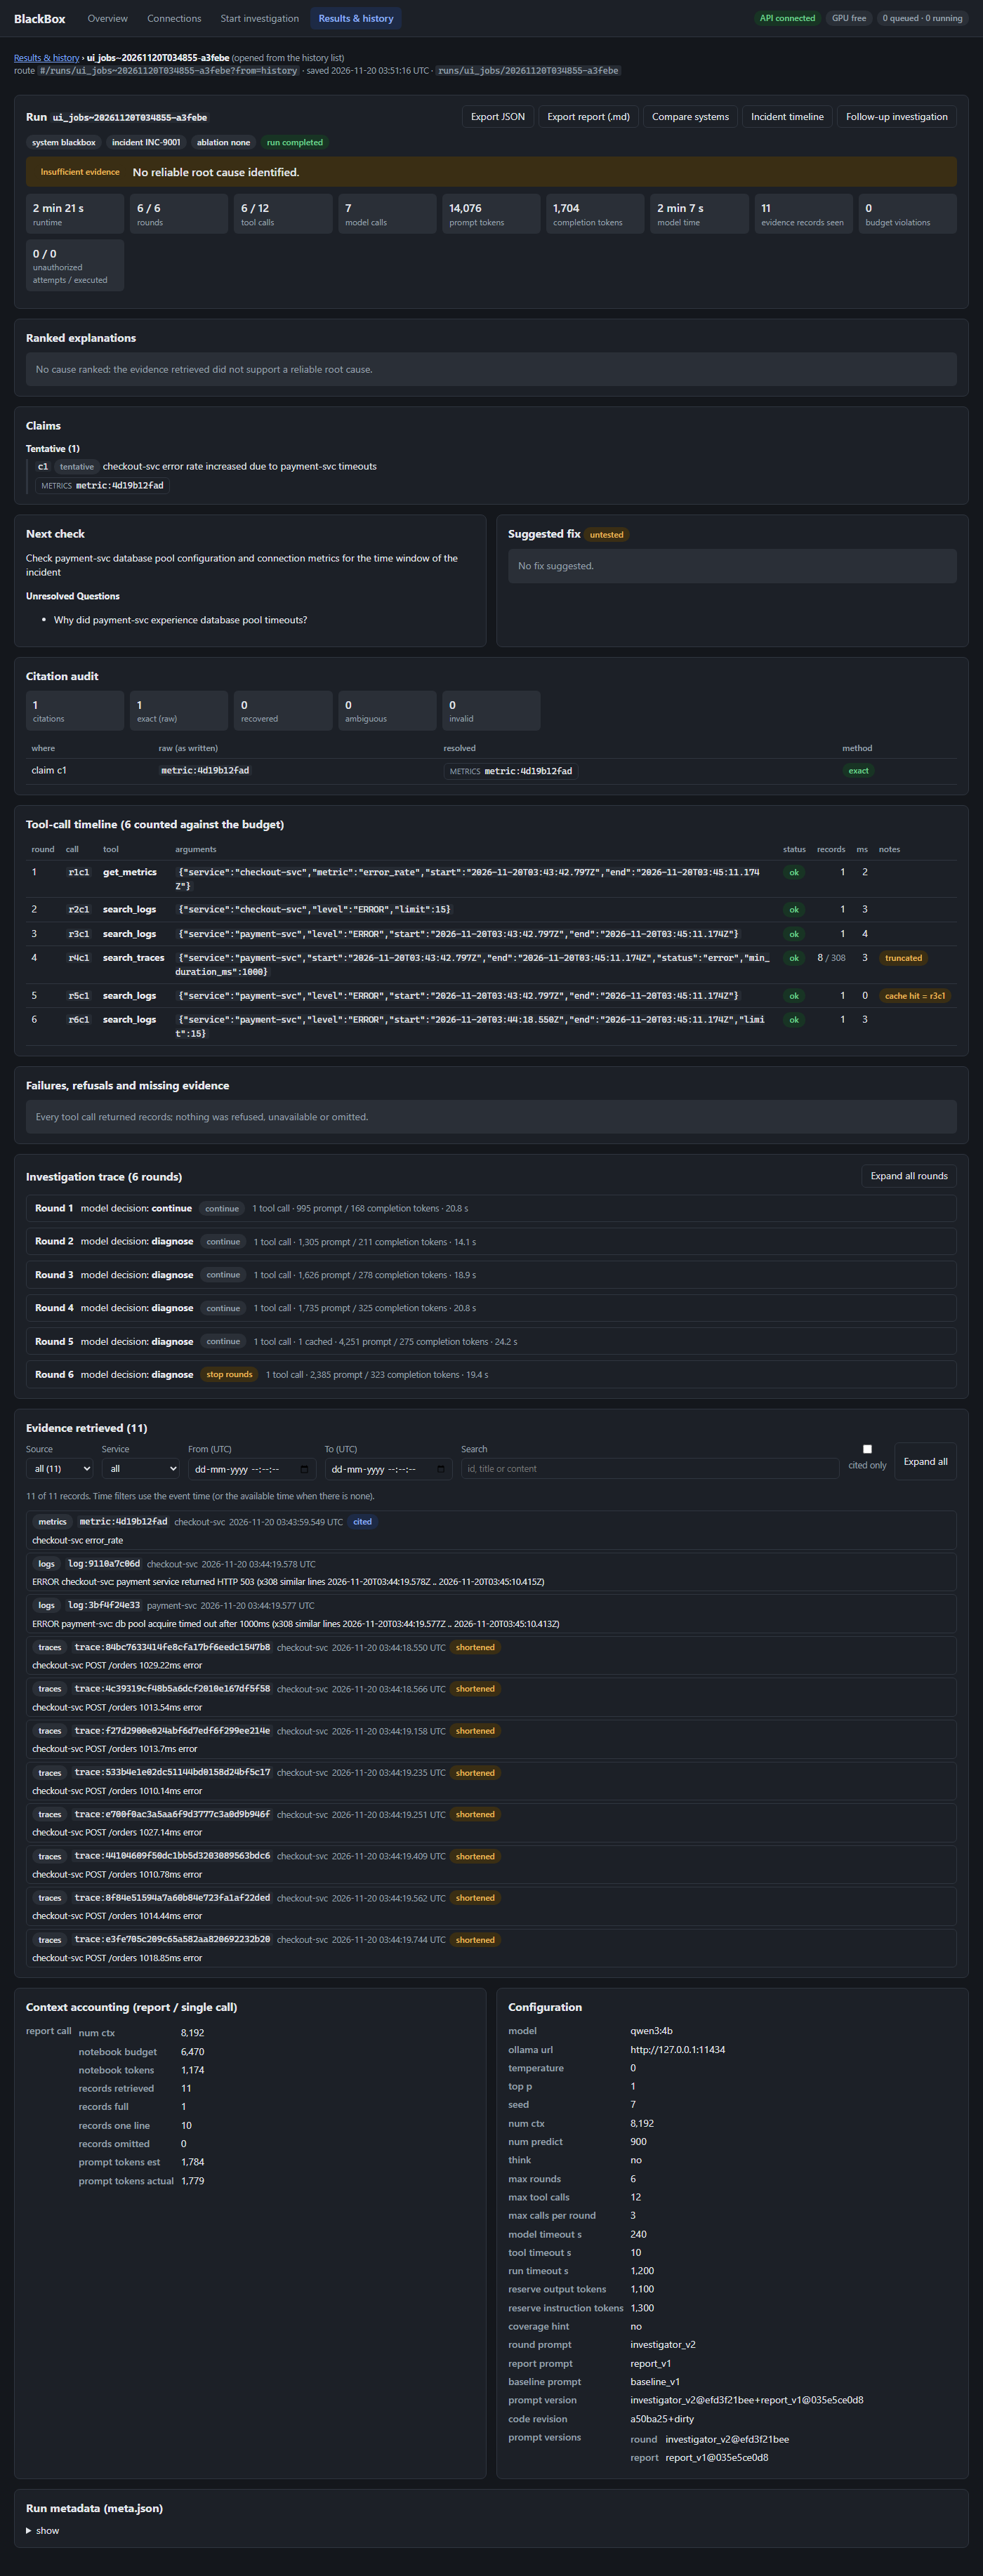 BlackBox Overview Connections Start investigation Results & history API connected GPU free 0 queued · 0 running
Results & history › ui_jobs~20261120T034855-a3febe (opened from the history list)
route #/runs/ui_jobs~20261120T034855-a3febe?from=history · saved 2026-11-20 03:51:16 UTC · runs/ui_jobs/20261120T034855-a3febe
Run ui_jobs~20261120T034855-a3febe Export JSON Export report (.md) Compare systems Incident timeline Follow-up investigation
system blackbox incident INC-9001 ablation none run completed
Insufficient evidence No reliable root cause identified.
2 min 21 s 6 / 6 6 / 12 7 14,076 1,704 2 min 7 s 11 0
runtime rounds tool calls model calls prompt tokens completion tokens model time evidence records seen budget violations
0 / 0
unauthorized
attempts / executed
Ranked explanations
No cause ranked: the evidence retrieved did not support a reliable root cause.
Claims
Tentative (1)
c1 tentative checkout-svc error rate increased due to payment-svc timeouts
METRICS metric:4d19b12fad
Next check
Check payment-svc database pool configuration and connection metrics for the time window of the
incident
Unresolved Questions
• Why did payment-svc experience database pool timeouts?
Suggested fix untested
No fix suggested.
Citation audit
1 1 0 0 0
citations exact (raw) recovered ambiguous invalid
where raw (as written) resolved method
claim c1 metric:4d19b12fad METRICS metric:4d19b12fad exact
Tool-call timeline (6 counted against the budget)
round call tool arguments status records ms notes
1 r1c1 get_metrics {"service":"checkout-svc","metric":"error_rate","start":"2026-11-20T03:43:42.797Z","end":"2026-11-20T03:45:11.174
Z"} ok 1 2
2 r2c1 search_logs {"service":"checkout-svc","level":"ERROR","limit":15} ok 1 3
3 r3c1 search_logs {"service":"payment-svc","level":"ERROR","start":"2026-11-20T03:43:42.797Z","end":"2026-11-20T03:45:11.174Z"} ok 1 4
4 r4c1 search_traces {"service":"payment-svc","start":"2026-11-20T03:43:42.797Z","end":"2026-11-20T03:45:11.174Z","status":"error","min_
duration_ms":1000} ok 8 / 308 3 truncated
5 r5c1 search_logs {"service":"payment-svc","level":"ERROR","start":"2026-11-20T03:43:42.797Z","end":"2026-11-20T03:45:11.174Z"} ok 1 0 cache hit = r3c1
6 r6c1 search_logs {"service":"payment-svc","level":"ERROR","start":"2026-11-20T03:44:18.550Z","end":"2026-11-20T03:45:11.174Z","limi
t":15} ok 1 3
Failures, refusals and missing evidence
Every tool call returned records; nothing was refused, unavailable or omitted.
Investigation trace (6 rounds) Expand all rounds
Round 1 model decision: continue continue 1 tool call · 995 prompt / 168 completion tokens · 20.8 s
Round 2 model decision: diagnose continue 1 tool call · 1,305 prompt / 211 completion tokens · 14.1 s
Round 3 model decision: diagnose continue 1 tool call · 1,626 prompt / 278 completion tokens · 18.9 s
Round 4 model decision: diagnose continue 1 tool call · 1,735 prompt / 325 completion tokens · 20.8 s
Round 5 model decision: diagnose continue 1 tool call · 1 cached · 4,251 prompt / 275 completion tokens · 24.2 s
Round 6 model decision: diagnose stop rounds 1 tool call · 2,385 prompt / 323 completion tokens · 19.4 s
Evidence retrieved (11)
Source Service From (UTC) To (UTC) Search
all (11) all dd-mm-yyyy --:--:-- dd-mm-yyyy --:--:-- id, title or content cited only Expand all
11 of 11 records. Time filters use the event time (or the available time when there is none).
metrics metric:4d19b12fad checkout-svc 2026-11-20 03:43:59.549 UTC cited
checkout-svc error_rate
logs log:9110a7c06d checkout-svc 2026-11-20 03:44:19.578 UTC
ERROR checkout-svc: payment service returned HTTP 503 (x308 similar lines 2026-11-20T03:44:19.578Z .. 2026-11-20T03:45:10.415Z)
logs log:3bf4f24e33 payment-svc 2026-11-20 03:44:19.577 UTC
ERROR payment-svc: db pool acquire timed out after 1000ms (x308 similar lines 2026-11-20T03:44:19.577Z .. 2026-11-20T03:45:10.413Z)
traces trace:84bc7633414fe8cfa17bf6eedc1547b8 checkout-svc 2026-11-20 03:44:18.550 UTC shortened
checkout-svc POST /orders 1029.22ms error
traces trace:4c39319cf48b5a6dcf2010e167df5f58 checkout-svc 2026-11-20 03:44:18.566 UTC shortened
checkout-svc POST /orders 1013.54ms error
traces trace:f27d2900e024abf6d7edf6f299ee214e checkout-svc 2026-11-20 03:44:19.158 UTC shortened
checkout-svc POST /orders 1013.7ms error
traces trace:533b4e1e02dc51144bd0158d24bf5c17 checkout-svc 2026-11-20 03:44:19.235 UTC shortened
checkout-svc POST /orders 1010.14ms error
traces trace:e700f0ac3a5aa6f9d3777c3a0d9b946f checkout-svc 2026-11-20 03:44:19.251 UTC shortened
checkout-svc POST /orders 1027.14ms error
traces trace:44104609f50dc1bb5d3203089563bdc6 checkout-svc 2026-11-20 03:44:19.409 UTC shortened
checkout-svc POST /orders 1010.78ms error
traces trace:8f84e51594a7a60b84e723fa1af22ded checkout-svc 2026-11-20 03:44:19.562 UTC shortened
checkout-svc POST /orders 1014.44ms error
traces trace:e3fe705c209c65a582aa820692232b20 checkout-svc 2026-11-20 03:44:19.744 UTC shortened
checkout-svc POST /orders 1018.85ms error
Context accounting (report / single call)
report call num ctx 8,192
notebook budget 6,470
notebook tokens 1,174
records retrieved 11
records full 1
records one line 10
records omitted 0
prompt tokens est 1,784
prompt tokens actual 1,779
Configuration
model qwen3:4b
ollama url http://127.0.0.1:11434
temperature 0
top p 1
seed 7
num ctx 8,192
num predict 900
think no
max rounds 6
max tool calls 12
max calls per round 3
model timeout s 240
tool timeout s 10
run timeout s 1,200
reserve output tokens 1,100
reserve instruction tokens 1,300
coverage hint no
round prompt investigator_v2
report prompt report_v1
baseline prompt baseline_v1
prompt version investigator_v2@efd3f21bee+report_v1@035e5ce0d8
code revision a50ba25+dirty
prompt versions round investigator_v2@efd3f21bee
report report_v1@035e5ce0d8
Run metadata (meta.json)
▶ show